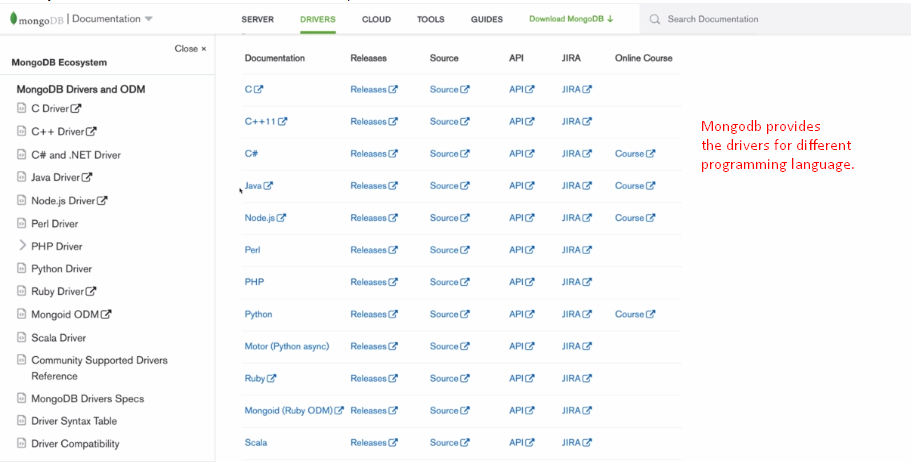 mongoDB | Documentation
SERVER DRIVERS CLOUD TOOLS GUIDES Download MongoDB Search Documentation
Close ×
MongoDB Ecosystem
MongoDB Drivers and ODM
C Driver
C++ Driver
C# and .NET Driver
Java Driver
Node.js Driver
Perl Driver
PHP Driver
Python Driver
Ruby Driver
Mongoid ODM
Scala Driver
Community Supported Drivers
Reference
MongoDB Drivers Specs
Driver Syntax Table
Driver Compatibility
Documentation Releases Source API JIRA Online Course
C Releases Source API JIRA
C++11 Releases Source API JIRA
C# Releases Source API JIRA Course
Java Releases Source API JIRA Course
Node.js Releases Source API JIRA Course
Perl Releases Source API JIRA
PHP Releases Source API JIRA
Python Releases Source API JIRA Course
Motor (Python async) Releases Source API JIRA
Ruby Releases Source API JIRA
Mongoid (Ruby ODM) Releases Source API JIRA
Scala Releases Source API JIRA
Mongodb provides
the drivers for different
programming language.